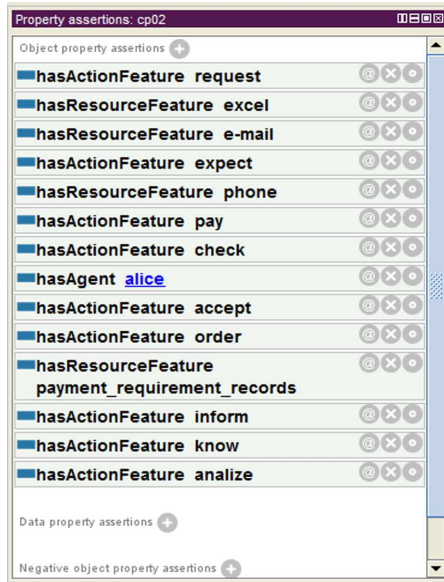 Property assertions: cp02
Object property assertions
hasActionFeature request
hasResourceFeature excel
hasResourceFeature e-mail
hasActionFeature expect
hasResourceFeature phone
hasActionFeature pay
hasActionFeature check
hasAgent alice
hasActionFeature accept
hasActionFeature order
hasResourceFeature
payment_requirement_records
hasActionFeature inform
hasActionFeature know
hasActionFeature analize
Data property assertions
Negative object property assertions